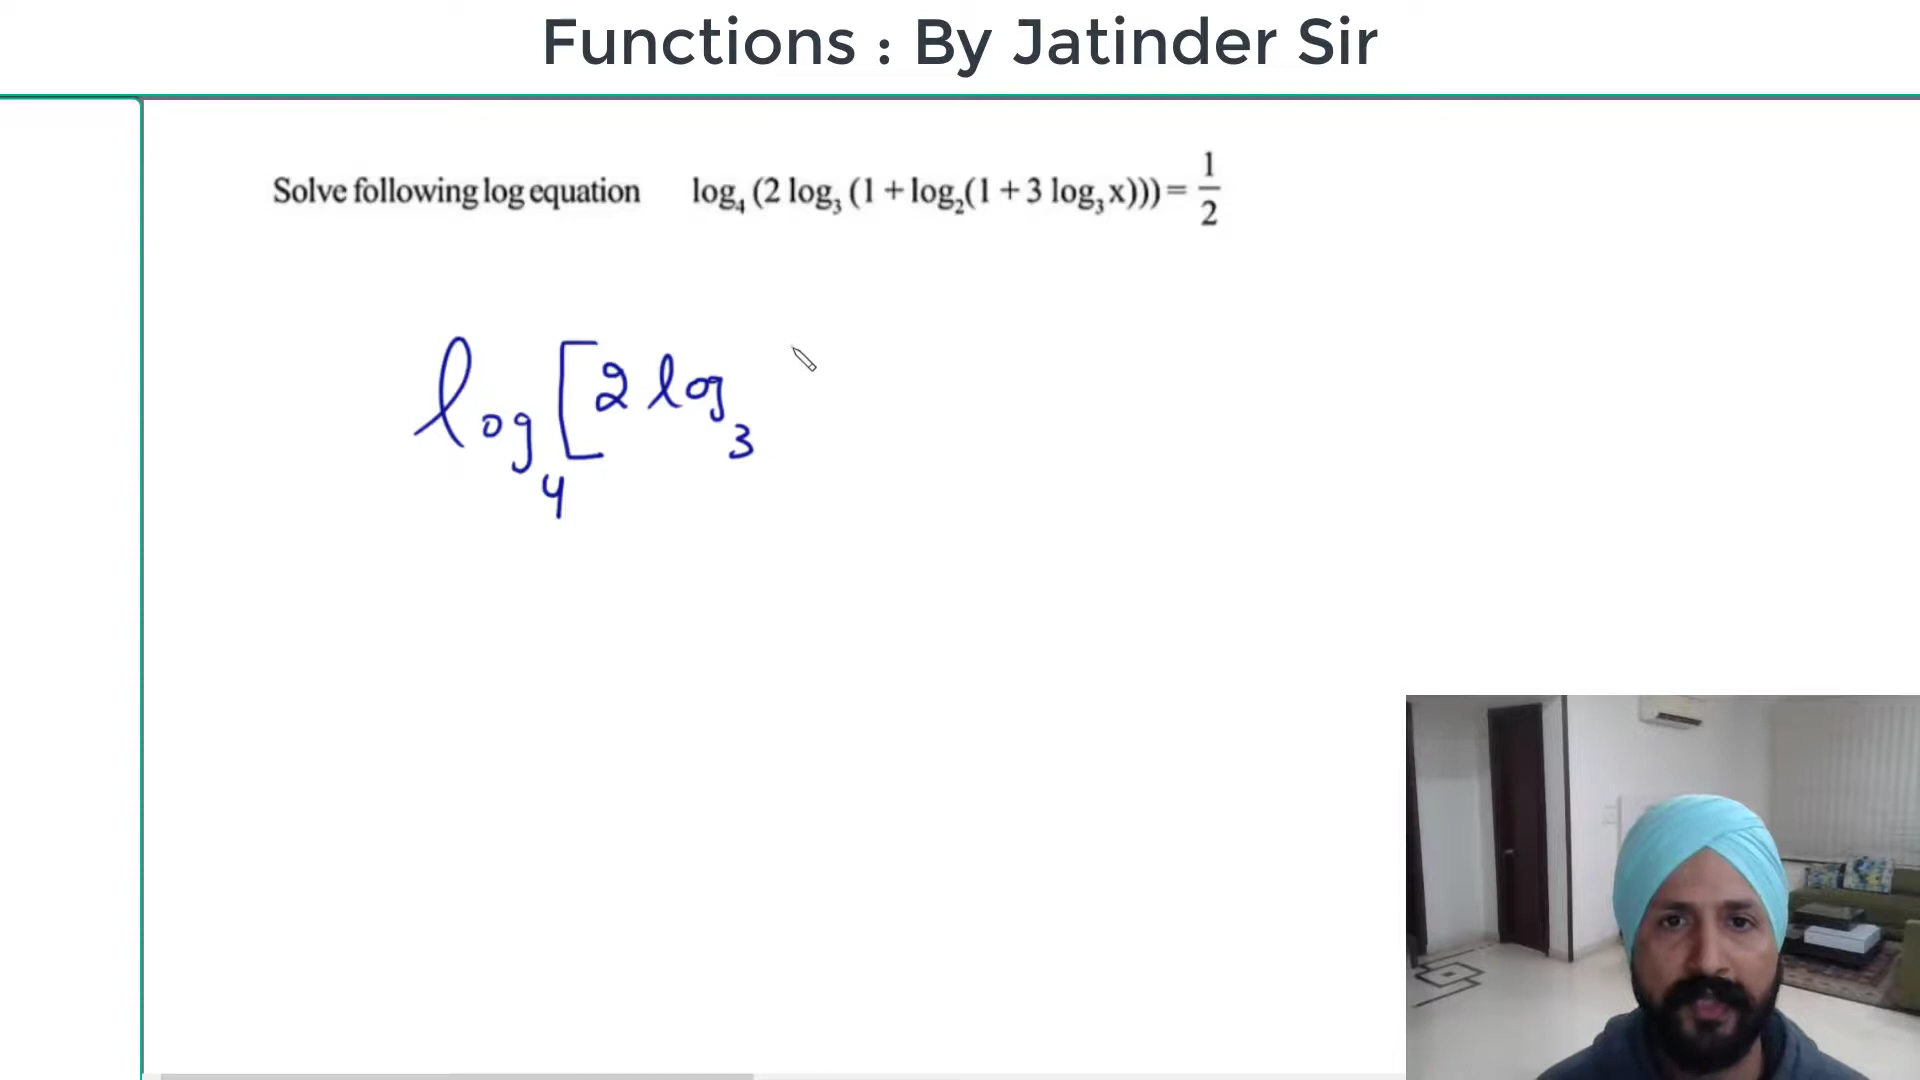 Functions : By Jatinder Sir
Solve following log equation log₄ (2 log₃ (1 + log₂(1 + 3 log₃ x))) = 1/2
log₄ [2 log₃